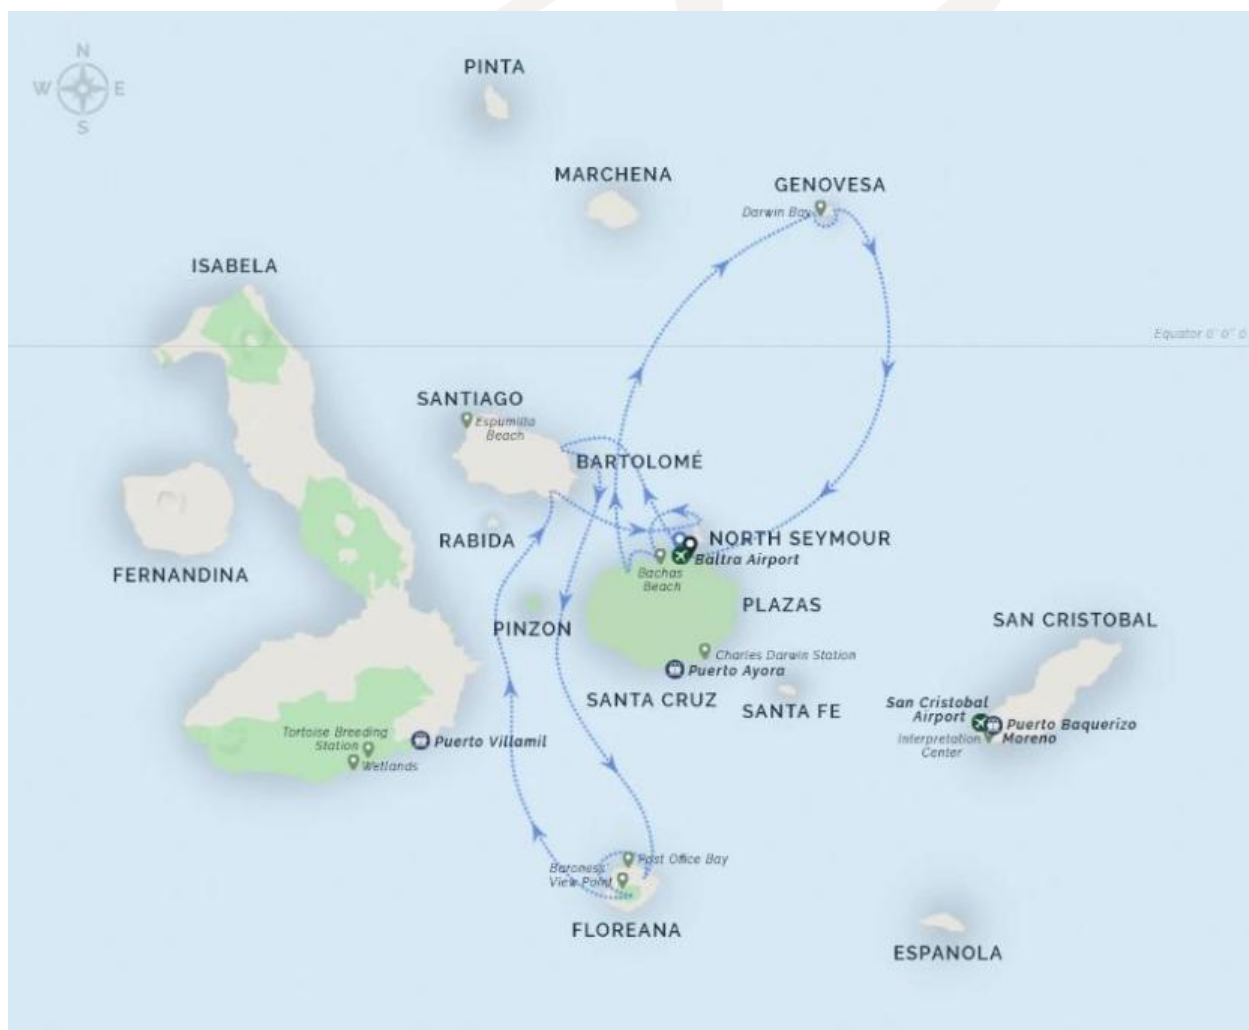 N
W E
S
PINTA
MARCHENA
GENOVESA
Darwin Bay
ISABELA
Equator 0° 0'' 0
SANTIAGO
Espumilla
Beach
BARTOLOMÉ
RABIDA
NORTH SEYMOUR
Baltra Airport
Bachas
Beach
FERNANDINA
PLAZAS
PINZON
SAN CRISTOBAL
Charles Darwin Station
Puerto Ayora
SANTA CRUZ
SANTA FE
San Cristobal
Airport
Puerto Baquerizo
Moreno
Interpretation
Center
Tortoise Breeding
Station
Puerto Villamil
Wetlands
Post Office Bay
Baroness'
View Point
FLOREANA
ESPANOLA